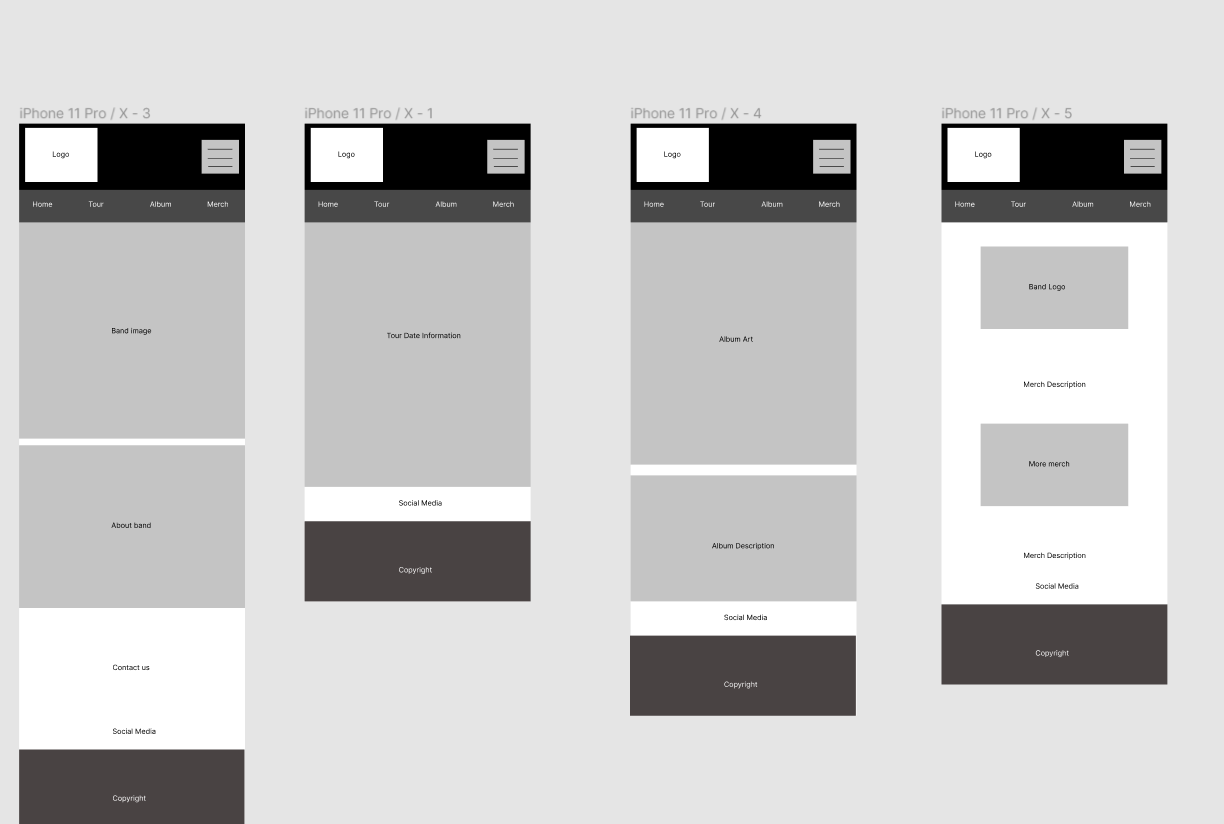 iPhone 11 Pro / X - 3
Logo
Home Tour Album Merch
Band image
About band
Contact us
Social Media
Copyright
iPhone 11 Pro / X - 1
Logo
Home Tour Album Merch
Tour Date Information
Social Media
Copyright
iPhone 11 Pro / X - 4
Logo
Home Tour Album Merch
Album Art
Album Description
Social Media
Copyright
iPhone 11 Pro / X - 5
Logo
Home Tour Album Merch
Band Logo
Merch Description
More merch
Merch Description
Social Media
Copyright